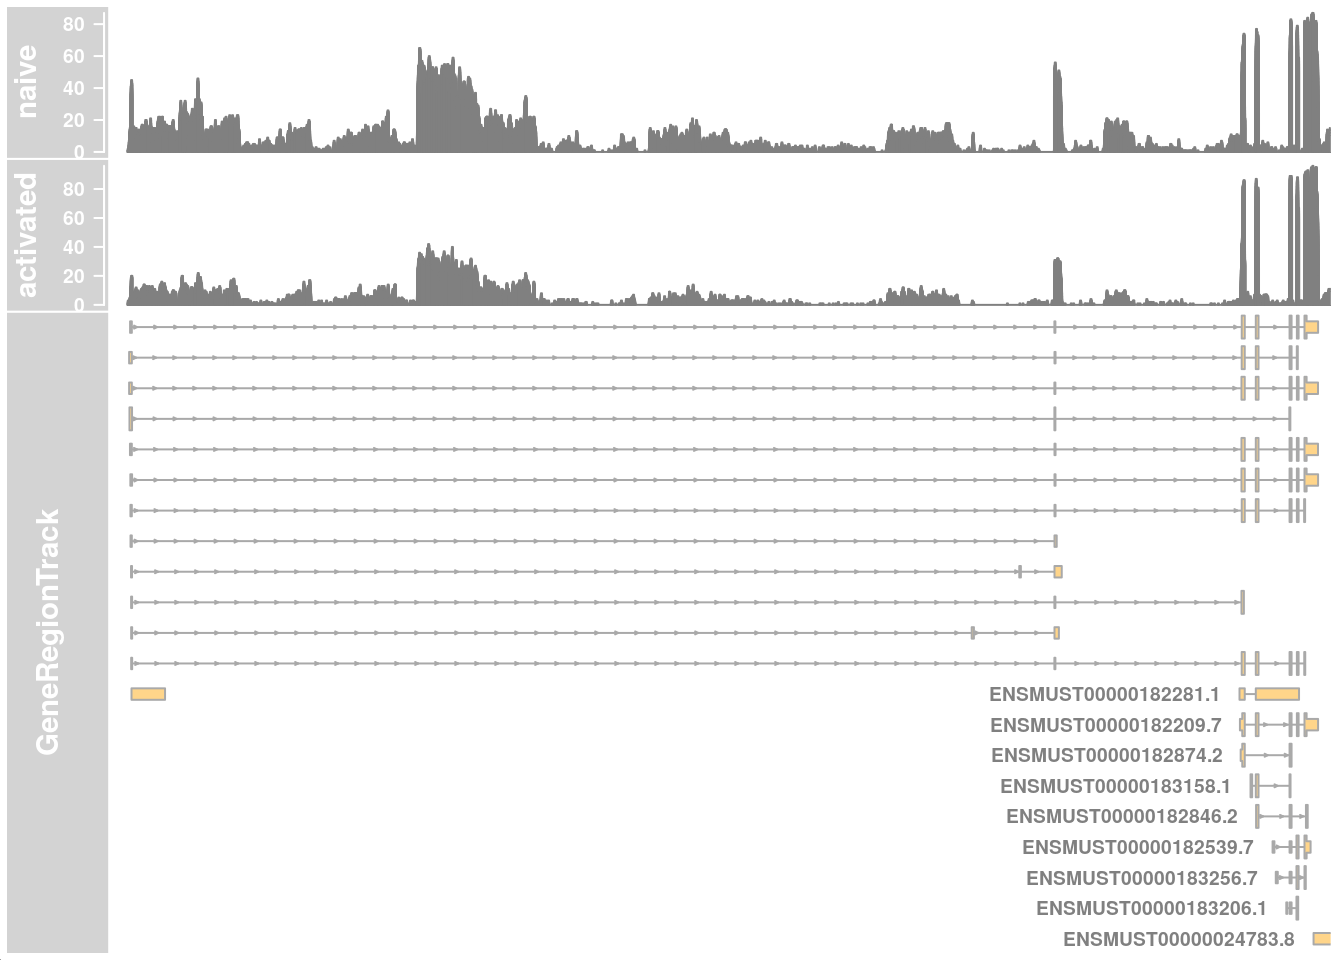 naive
80
60
40
20
0
activated
80
60
40
20
0
GeneRegionTrack
ENSMUST00000182281.1
ENSMUST00000182209.7
ENSMUST00000182874.2
ENSMUST00000183158.1
ENSMUST00000182846.2
ENSMUST00000182539.7
ENSMUST00000183256.7
ENSMUST00000183206.1
ENSMUST00000024783.8